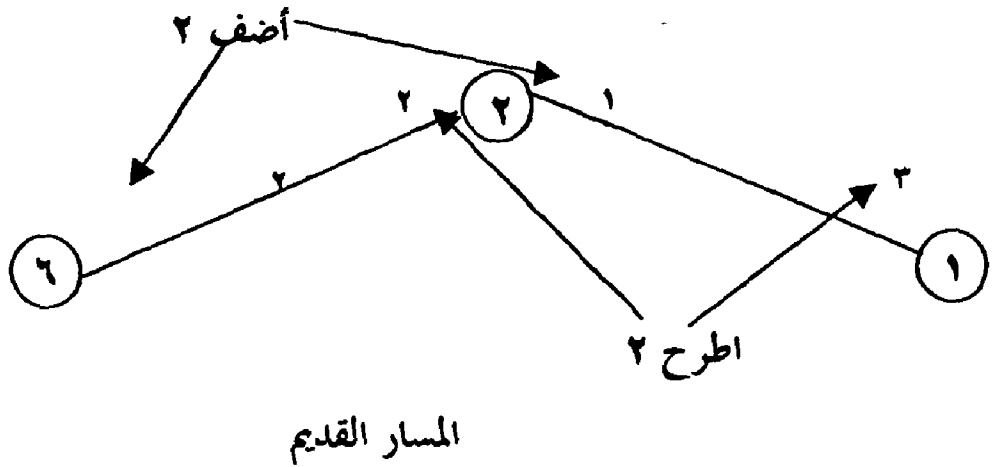 أضف ٢
٢
٢
١
٢
٣
٦
١
اطرح ٢
المسار القديم